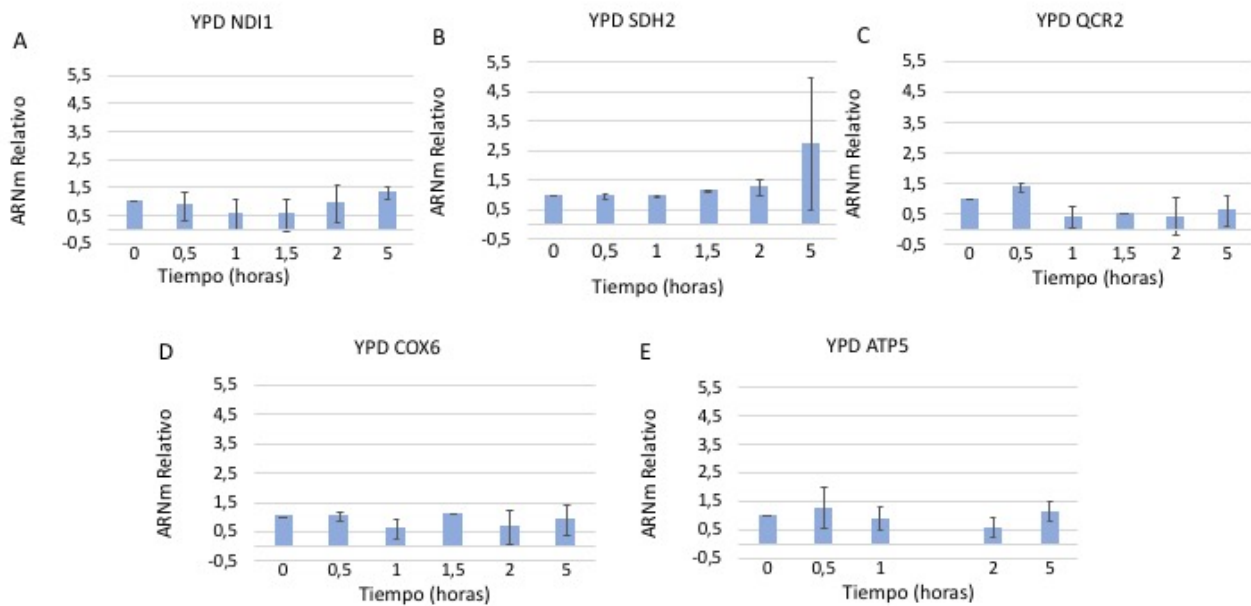 A
YPD NDI1
ARNm Relativo
5,5
4,5
3,5
2,5
1,5
0,5
-0,5
0 0,5 1 1,5 2 5
Tiempo (horas)
B
YPD SDH2
ARNm Relativo
5,5
4,5
3,5
2,5
1,5
0,5
-0,5
0 0,5 1 1,5 2 5
Tiempo (horas)
C
YPD QCR2
ARNm Relativo
5,5
4,5
3,5
2,5
1,5
0,5
-0,5
0 0,5 1 1,5 2 5
Tiempo (horas)
D
YPD COX6
ARNm Relativo
5,5
4,5
3,5
2,5
1,5
0,5
-0,5
0 0,5 1 1,5 2 5
Tiempo (horas)
E
YPD ATP5
ARNm Relativo
5,5
4,5
3,5
2,5
1,5
0,5
-0,5
0 0,5 1 2 5
Tiempo (horas)